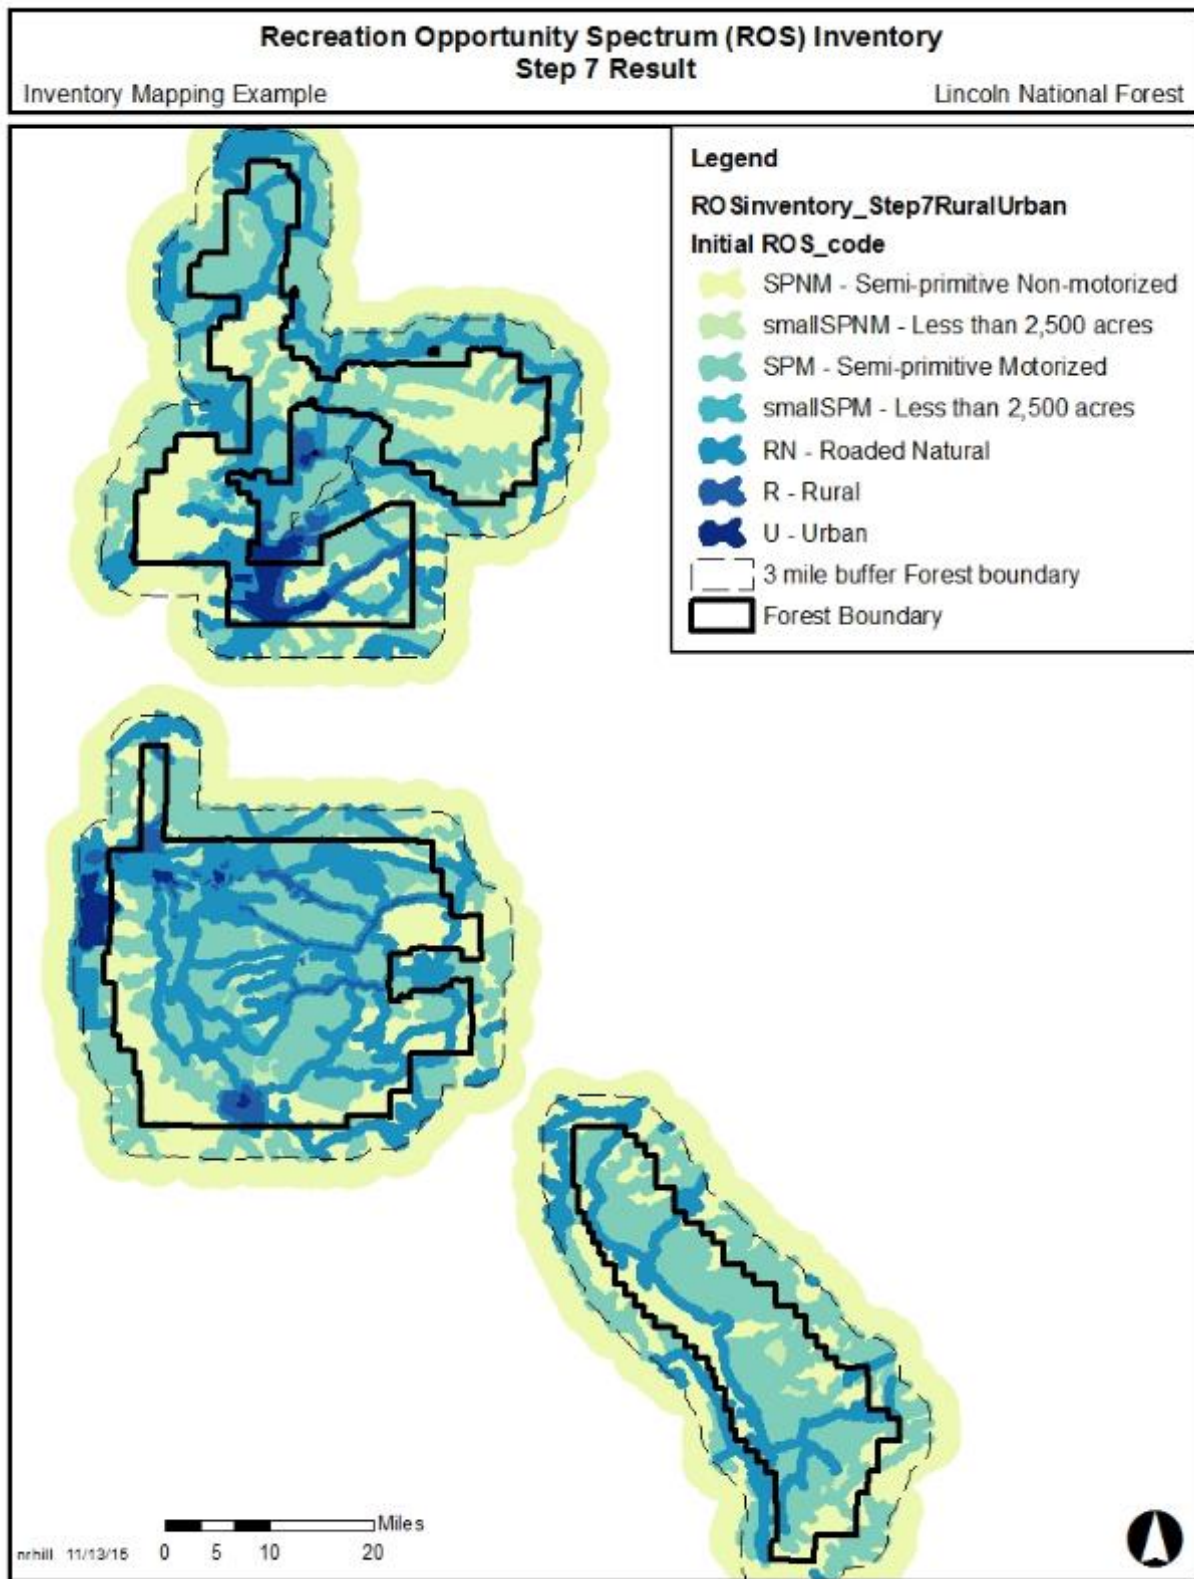 Recreation Opportunity Spectrum (ROS) Inventory
Step 7 Result
Inventory Mapping Example
Lincoln National Forest
Legend
ROSinventory_Step7RuralUrban
Initial ROS_code
SPNM - Semi-primitive Non-motorized
smallSPNM - Less than 2,500 acres
SPM - Semi-primitive Motorized
smallSPM - Less than 2,500 acres
RN - Roaded Natural
R - Rural
U - Urban
3 mile buffer Forest boundary
Forest Boundary
Miles
nrhill 11/13/15
0 5 10 20